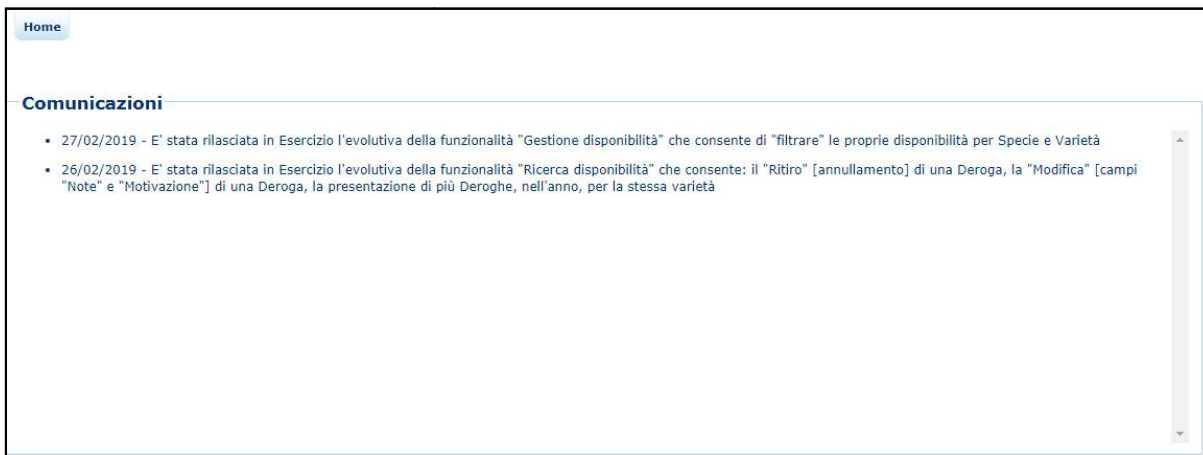 Home
Comunicazioni
• 27/02/2019 - E' stata rilasciata in Esercizio l'evolutiva della funzionalità "Gestione disponibilità" che consente di "filtrare" le proprie disponibilità per Specie e Varietà
• 26/02/2019 - E' stata rilasciata in Esercizio l'evolutiva della funzionalità "Ricerca disponibilità" che consente: il "Ritiro" [annullamento] di una Deroga, la "Modifica" [campi
"Note" e "Motivazione"] di una Deroga, la presentazione di più Deroghe, nell'anno, per la stessa varietà